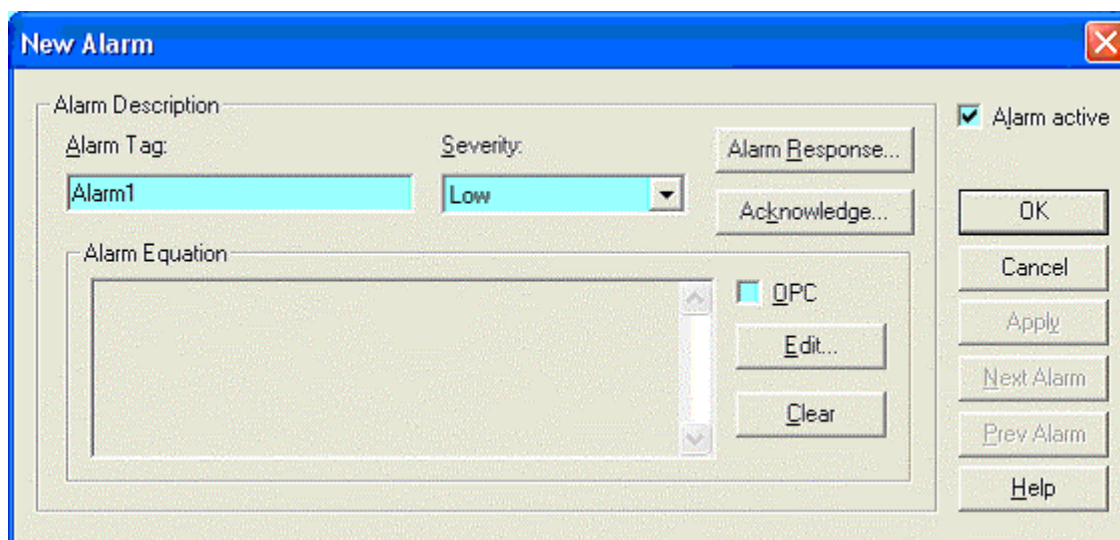 New Alarm
Alarm Description
Alarm Tag:
Severity:
Alarm Response...
Alarm active
Alarm1
Low
Acknowledge...
OK
Alarm Equation
OPC
Cancel
Edit...
Apply
Clear
Next Alarm
Prev Alarm
Help